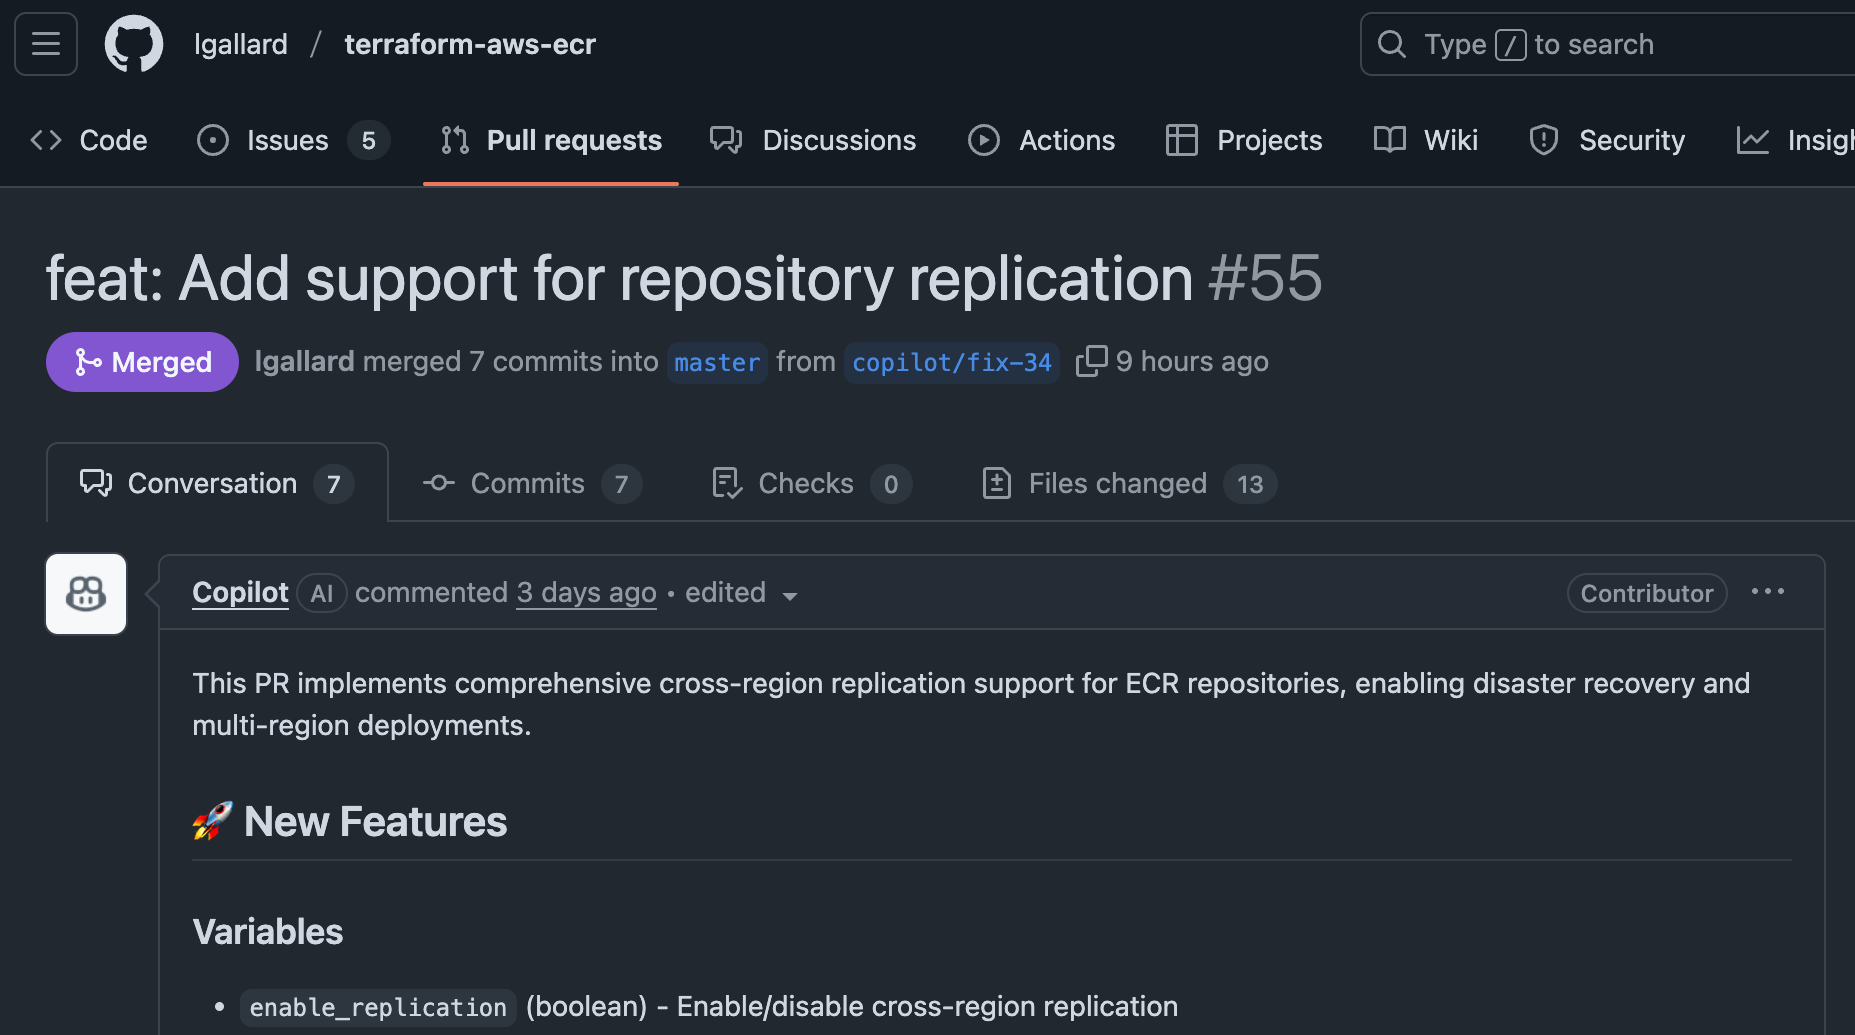 lgallard / terraform-aws-ecr
Type / to search
Code
Issues 5
Pull requests
Discussions
Actions
Projects
Wiki
Security
feat: Add support for repository replication #55
Merged
lgallard merged 7 commits into master from copilot/fix-34 9 hours ago
Conversation 7
Commits 7
Checks 0
Files changed 13
Copilot AI commented 3 days ago • edited
Contributor
This PR implements comprehensive cross-region replication support for ECR repositories, enabling disaster recovery and
multi-region deployments.
🚀 New Features
Variables
• enable_replication (boolean) - Enable/disable cross-region replication